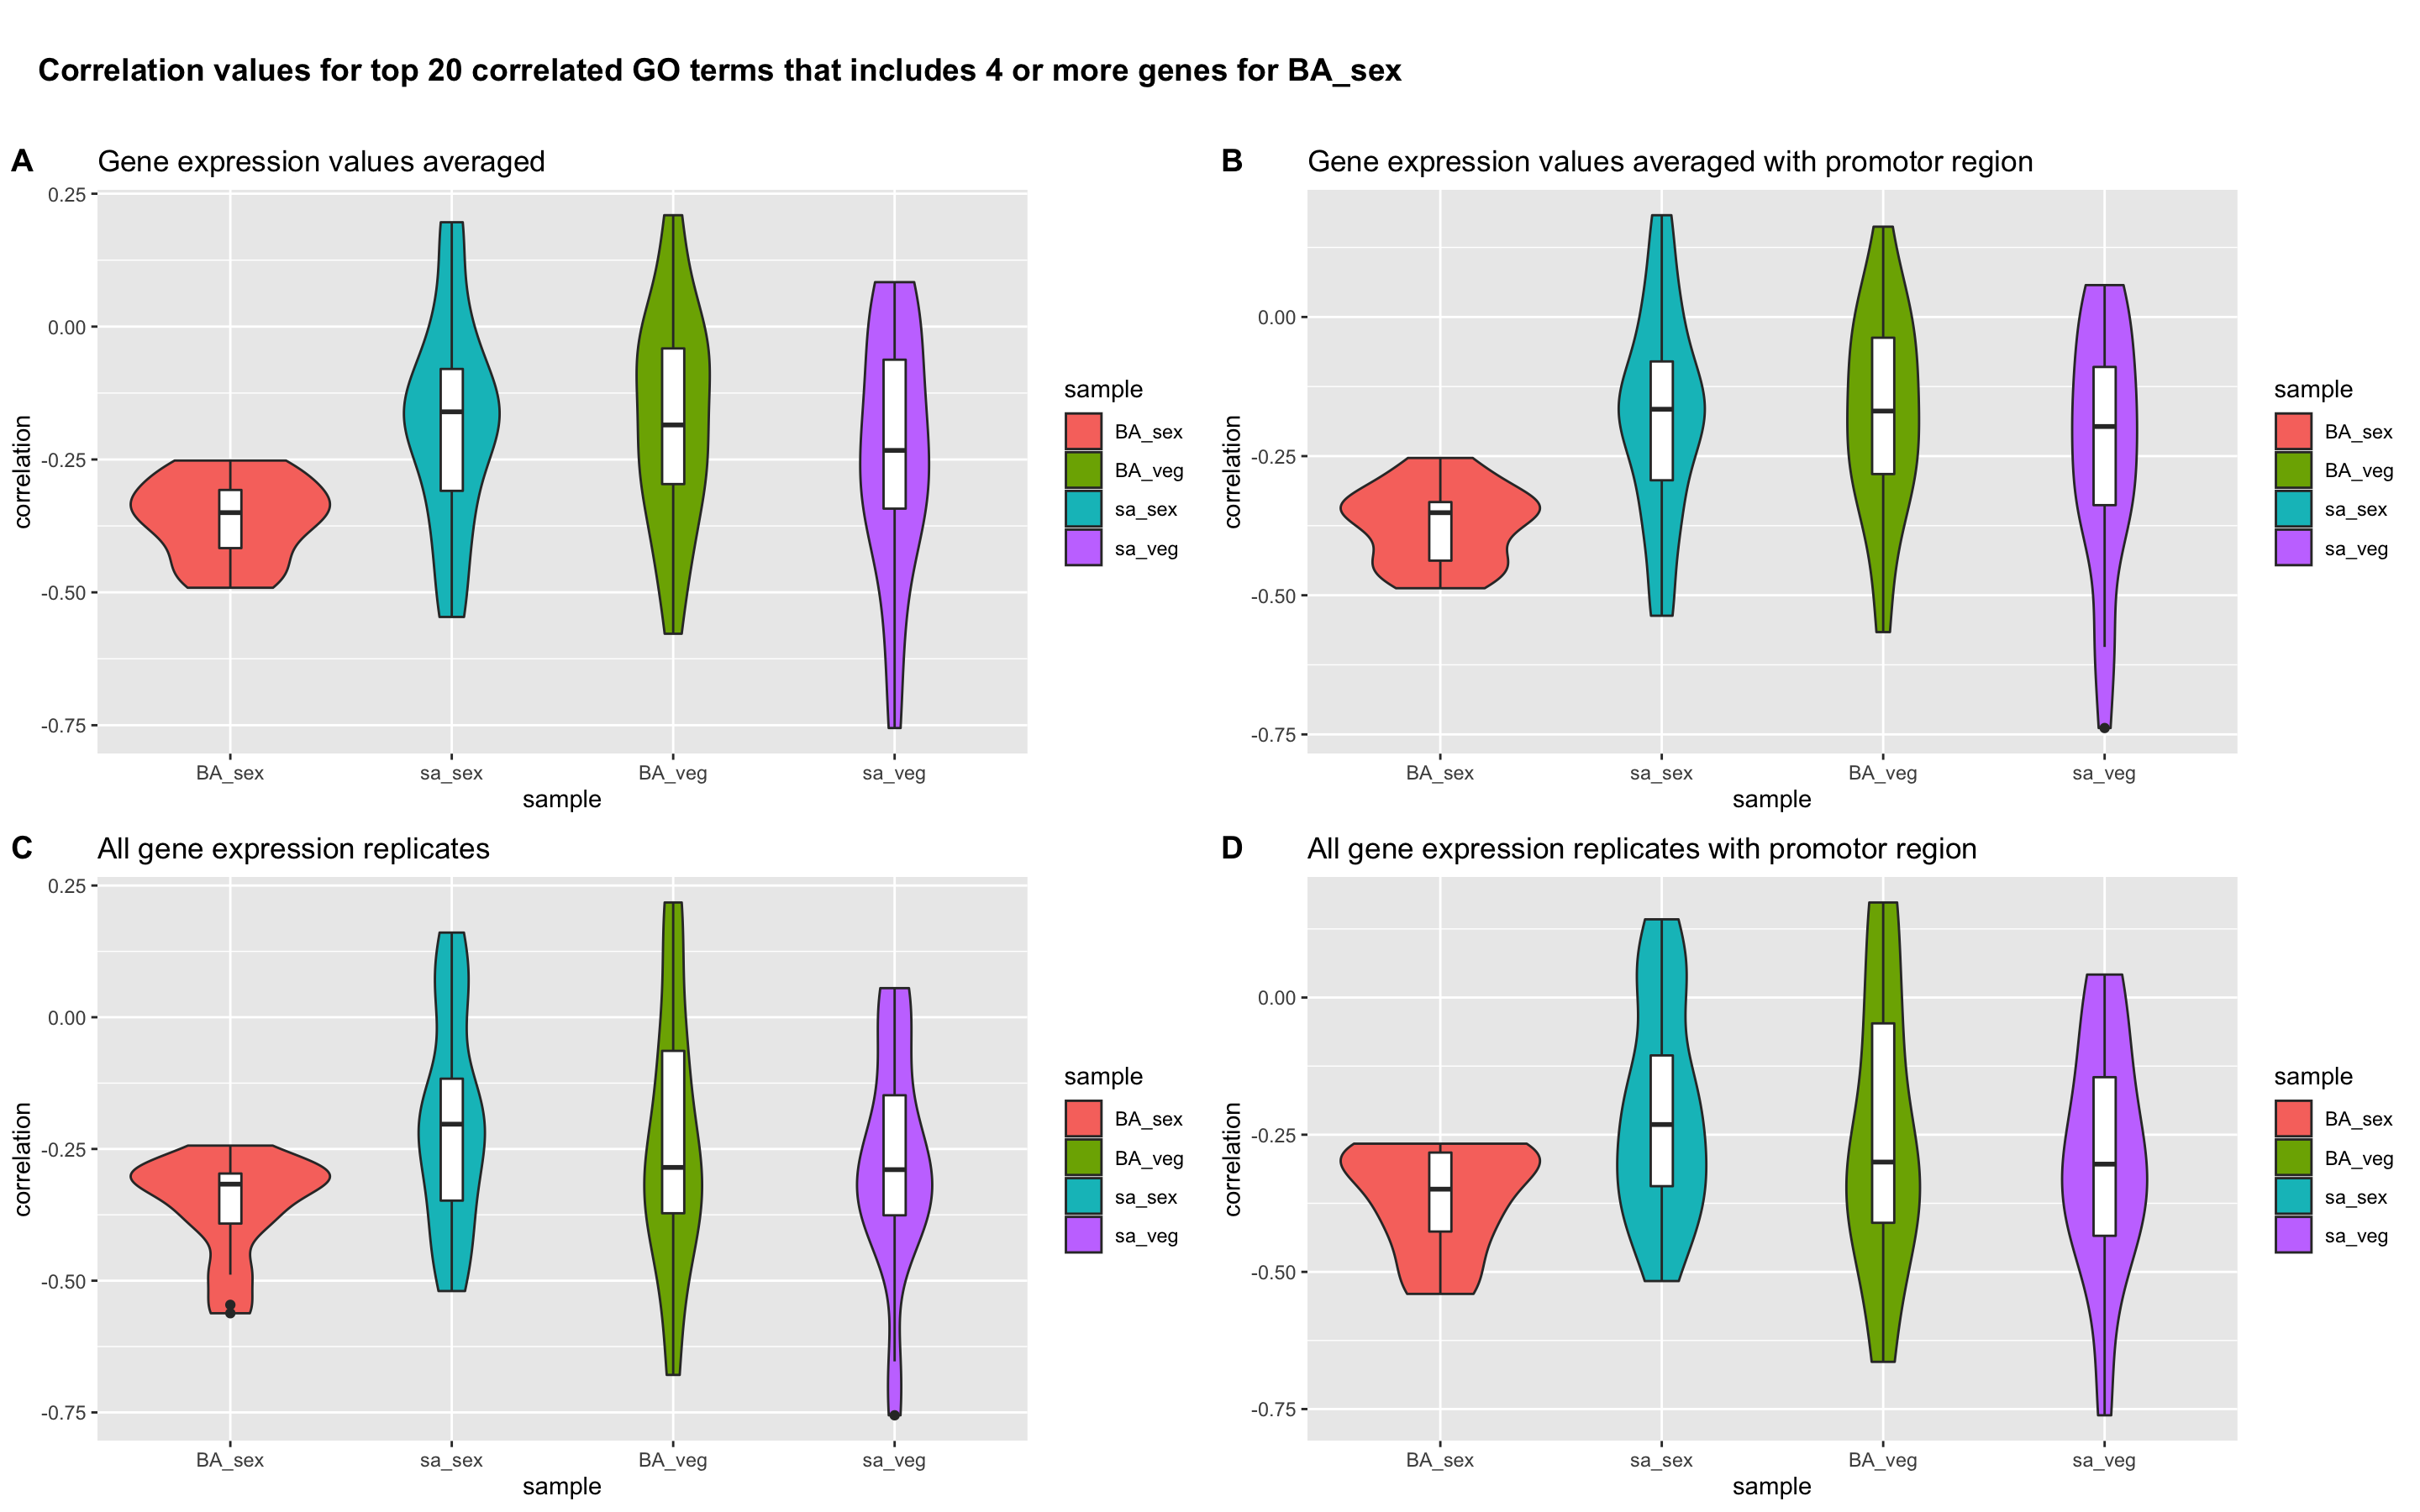 Correlation values for top 20 correlated GO terms that includes 4 or more genes for BA_sex
A
Gene expression values averaged
0.25
0.00
-0.25
-0.50
-0.75
correlation
BA_sex
sa_sex
BA_veg
sa_veg
sample
sample
BA_sex
BA_veg
sa_sex
sa_veg
B
Gene expression values averaged with promotor region
0.00
-0.25
-0.50
-0.75
correlation
BA_sex
sa_sex
BA_veg
sa_veg
sample
sample
BA_sex
BA_veg
sa_sex
sa_veg
C
All gene expression replicates
0.25
0.00
-0.25
-0.50
-0.75
correlation
BA_sex
sa_sex
BA_veg
sa_veg
sample
sample
BA_sex
BA_veg
sa_sex
sa_veg
D
All gene expression replicates with promotor region
0.00
-0.25
-0.50
-0.75
correlation
BA_sex
sa_sex
BA_veg
sa_veg
sample
sample
BA_sex
BA_veg
sa_sex
sa_veg